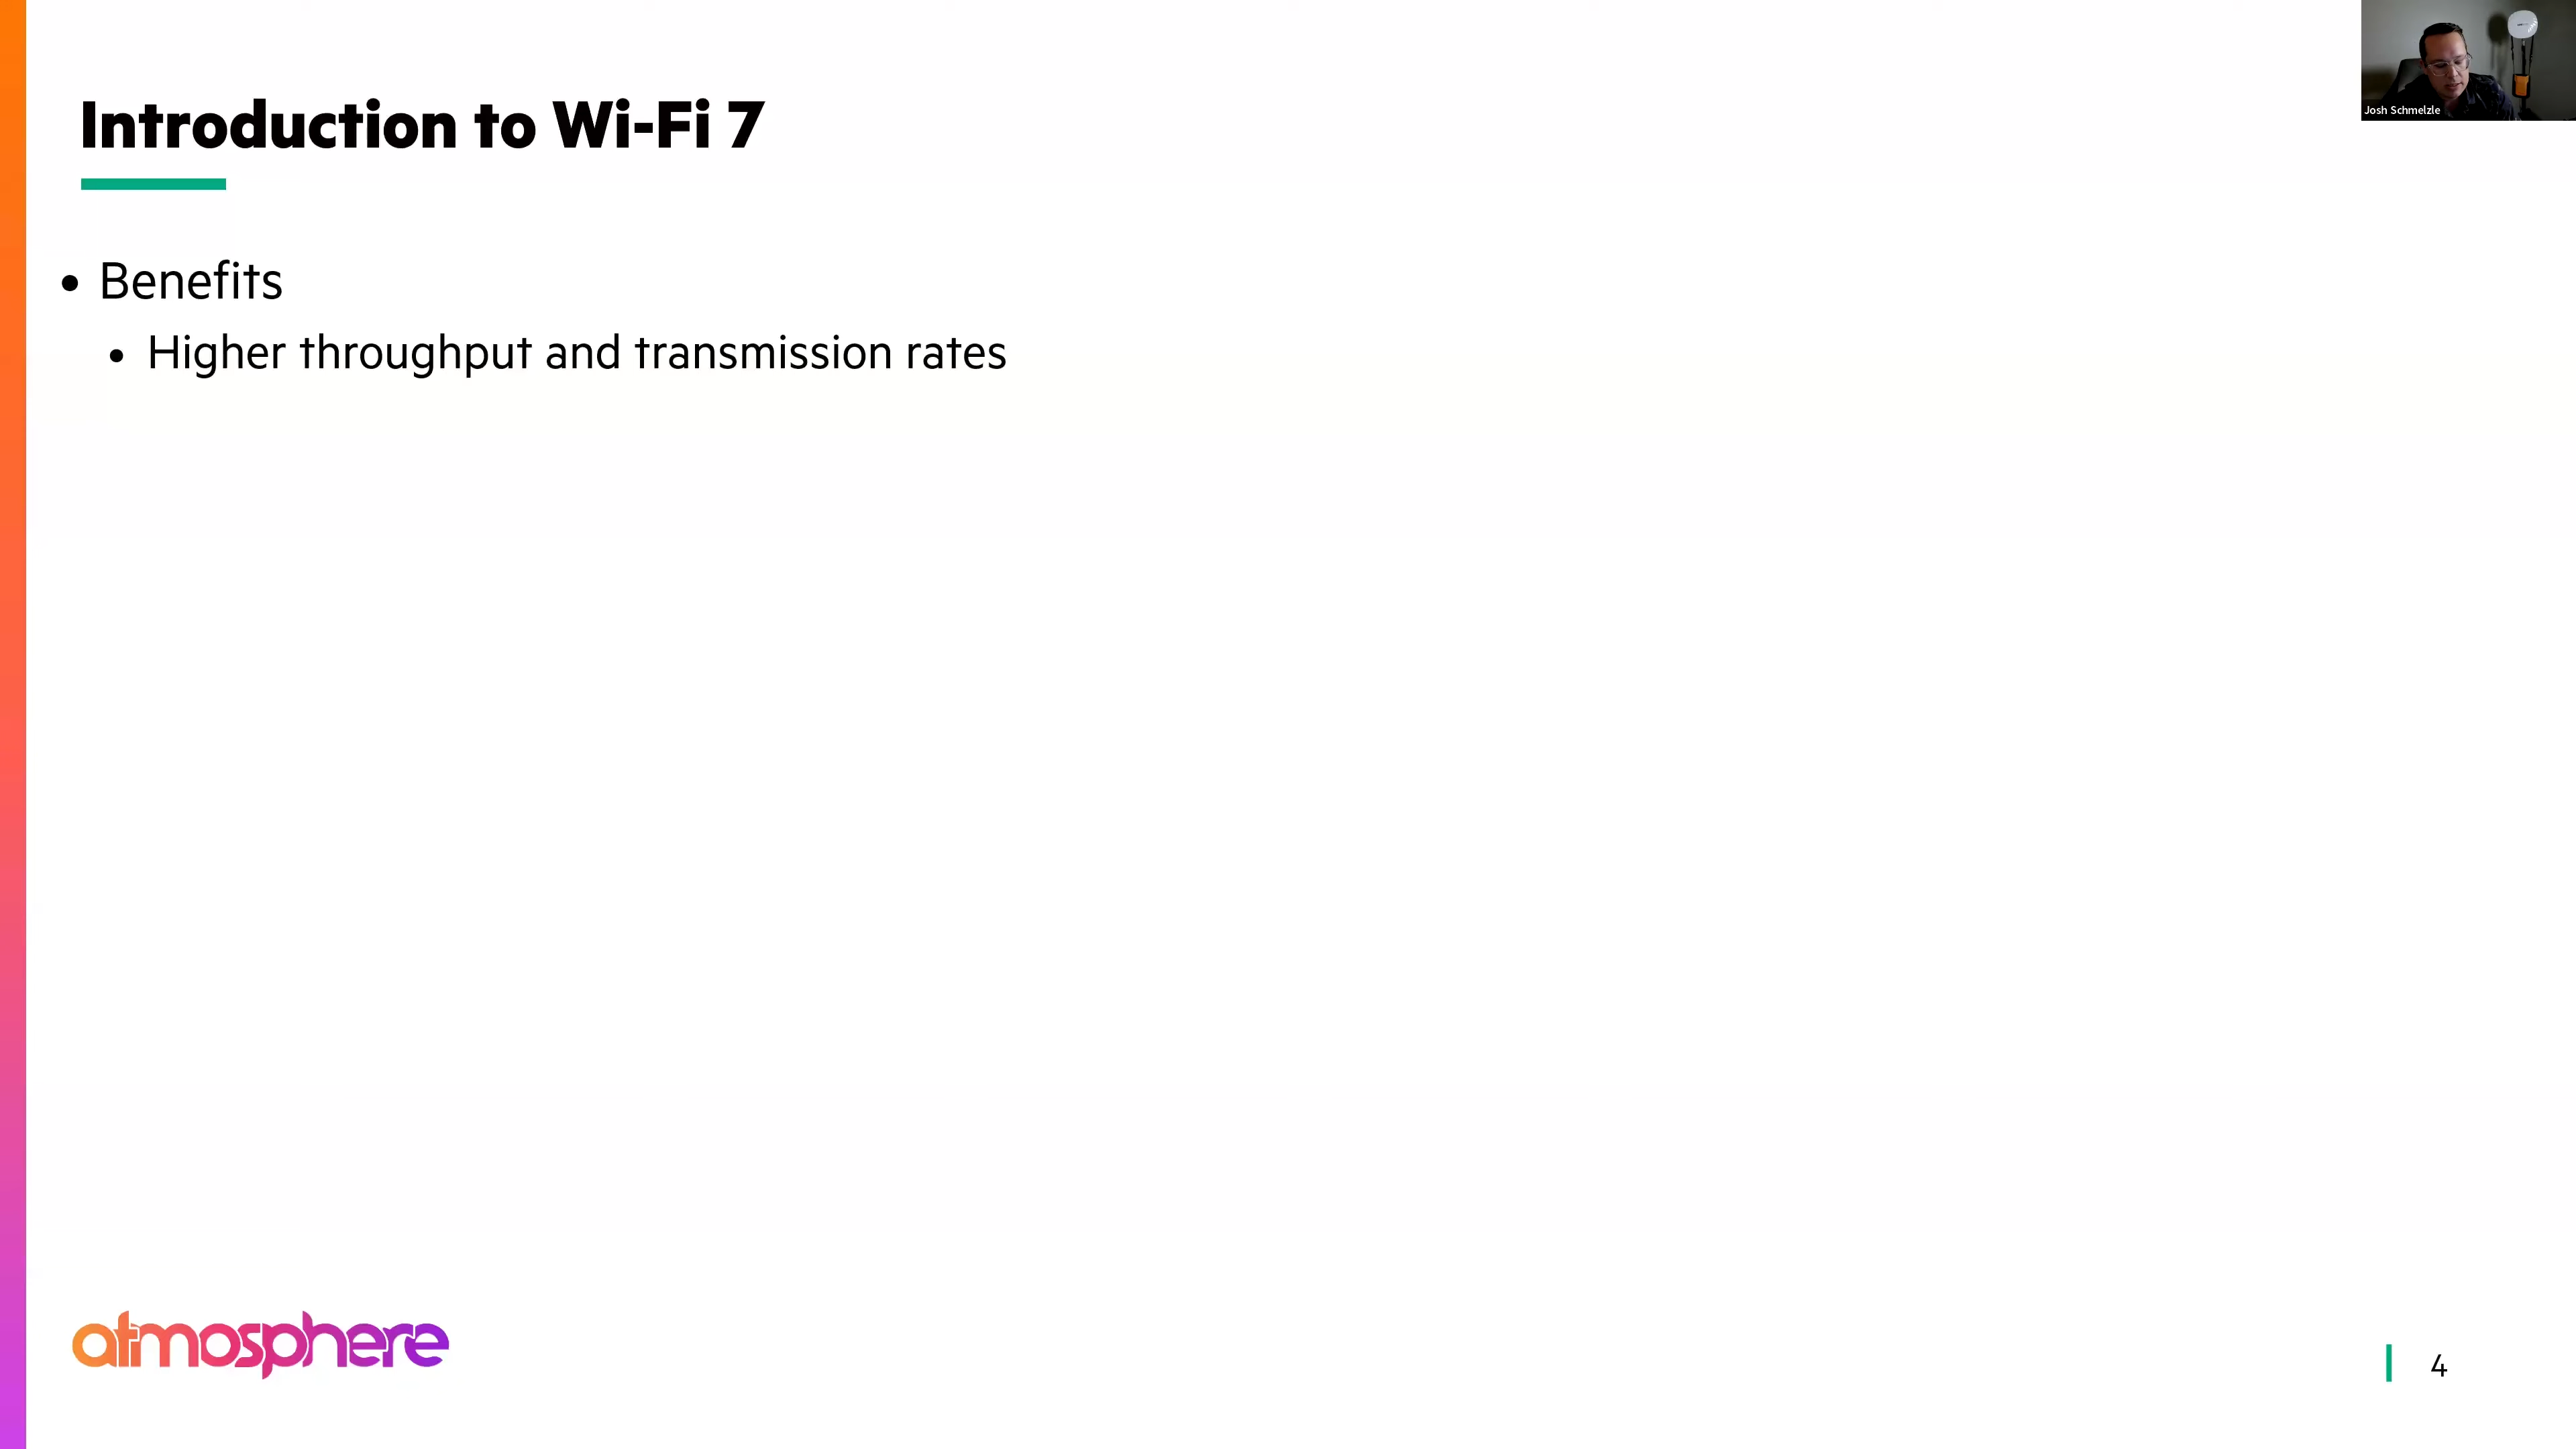 Introduction to Wi-Fi 7
Josh Schmelzle
• Benefits
• Higher throughput and transmission rates
atmosphere
4